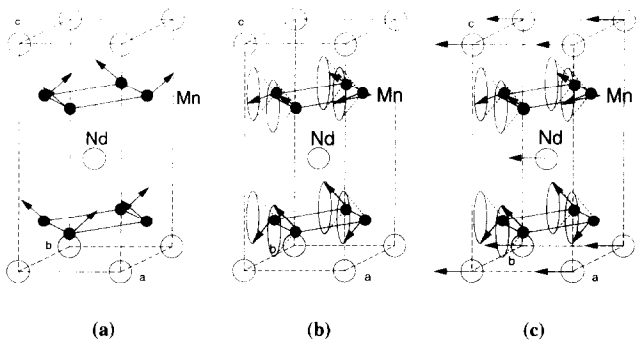 c c c
Mn Mn Mn
Nd Nd Nd
b b b
a a a
(a) (b) (c)